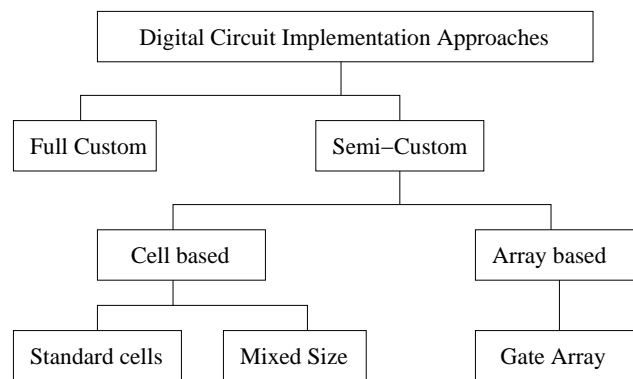 Digital Circuit Implementation Approaches
Full Custom
Semi−Custom
Cell based
Array based
Standard cells
Mixed Size
Gate Array